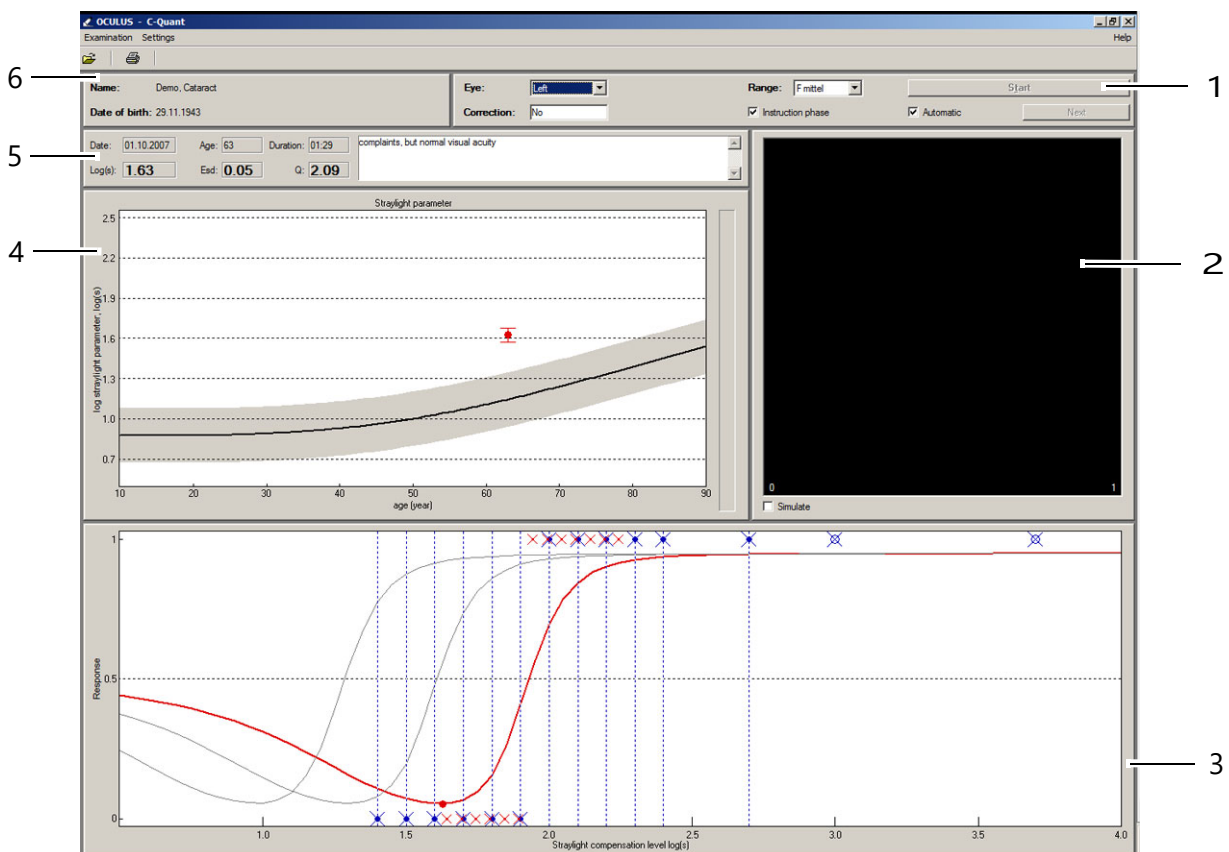 OCULUS - C-Quant
Examination Settings Help
6
Name: Demo, Cataract
Date of birth: 29.11.1943
Eye: Left Range: F mittel Start
Correction: No Instruction phase Automatic Next
1
5
Date: 01.10.2007 Age: 63 Duration: 01:29
Log(s): 1.63 Esd: 0.05 Q: 2.09
complaints, but normal visual acuity
4
Straylight parameter
log straylight parameter, log(s)
2.5
2.2
1.9
1.6
1.3
1.0
0.7
10 20 30 40 50 60 70 80 90
age (year)
2
0 1
Simulate
3
Response
1
0.5
0
1.0 1.5 2.0 2.5 3.0 3.5 4.0
Straylight compensation level log(s)